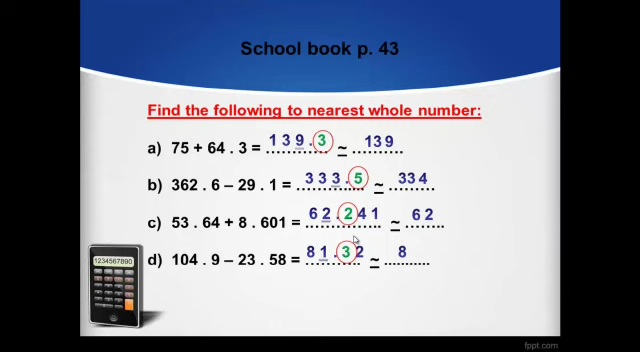 School book p. 43
Find the following to nearest whole number:
a) 75 + 64 . 3 = 139.3 ≃ 139
b) 362 . 6 – 29 . 1 = 333.5 ≃ 334
c) 53 . 64 + 8 . 601 = 62.241 ≃ 62
d) 104 . 9 – 23 . 58 = 81.32 ≃ 8
1234567890
fppt.com